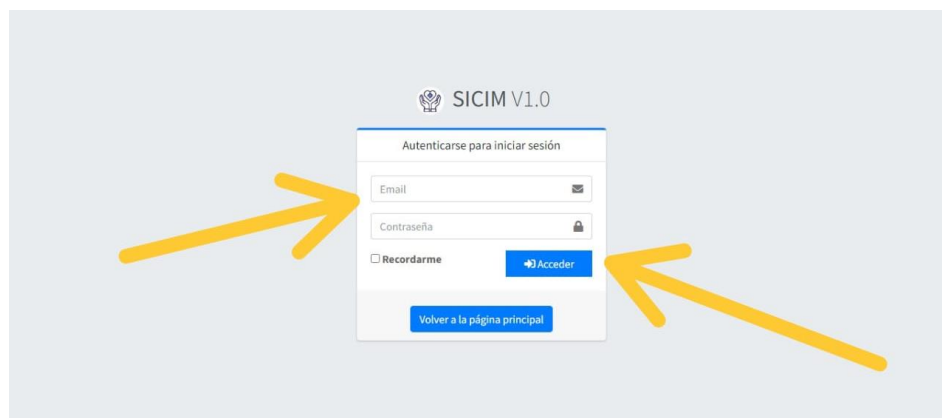 SICIM V1.0
Autenticarse para iniciar sesión
Email
Contraseña
Recordarme
Acceder
Volver a la página principal